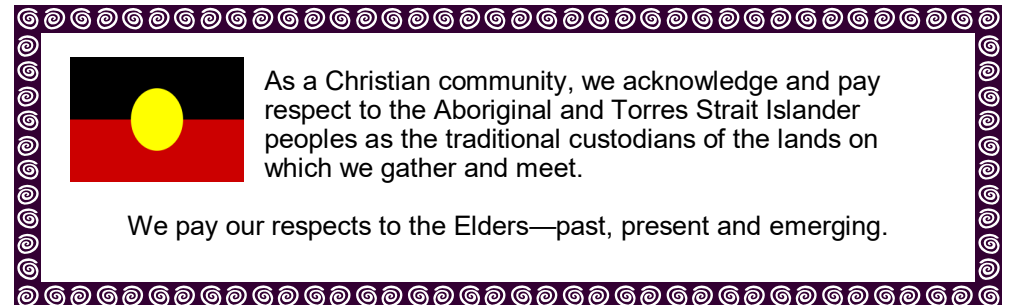 As a Christian community, we acknowledge and pay
respect to the Aboriginal and Torres Strait Islander
peoples as the traditional custodians of the lands on
which we gather and meet.
We pay our respects to the Elders—past, present and emerging.